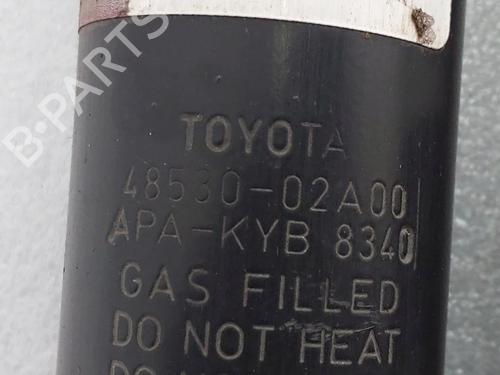 B-PARTS
TOYOTA
48530-02A00
APA-KYB 8340
GAS FILLED
DO NOT HEAT